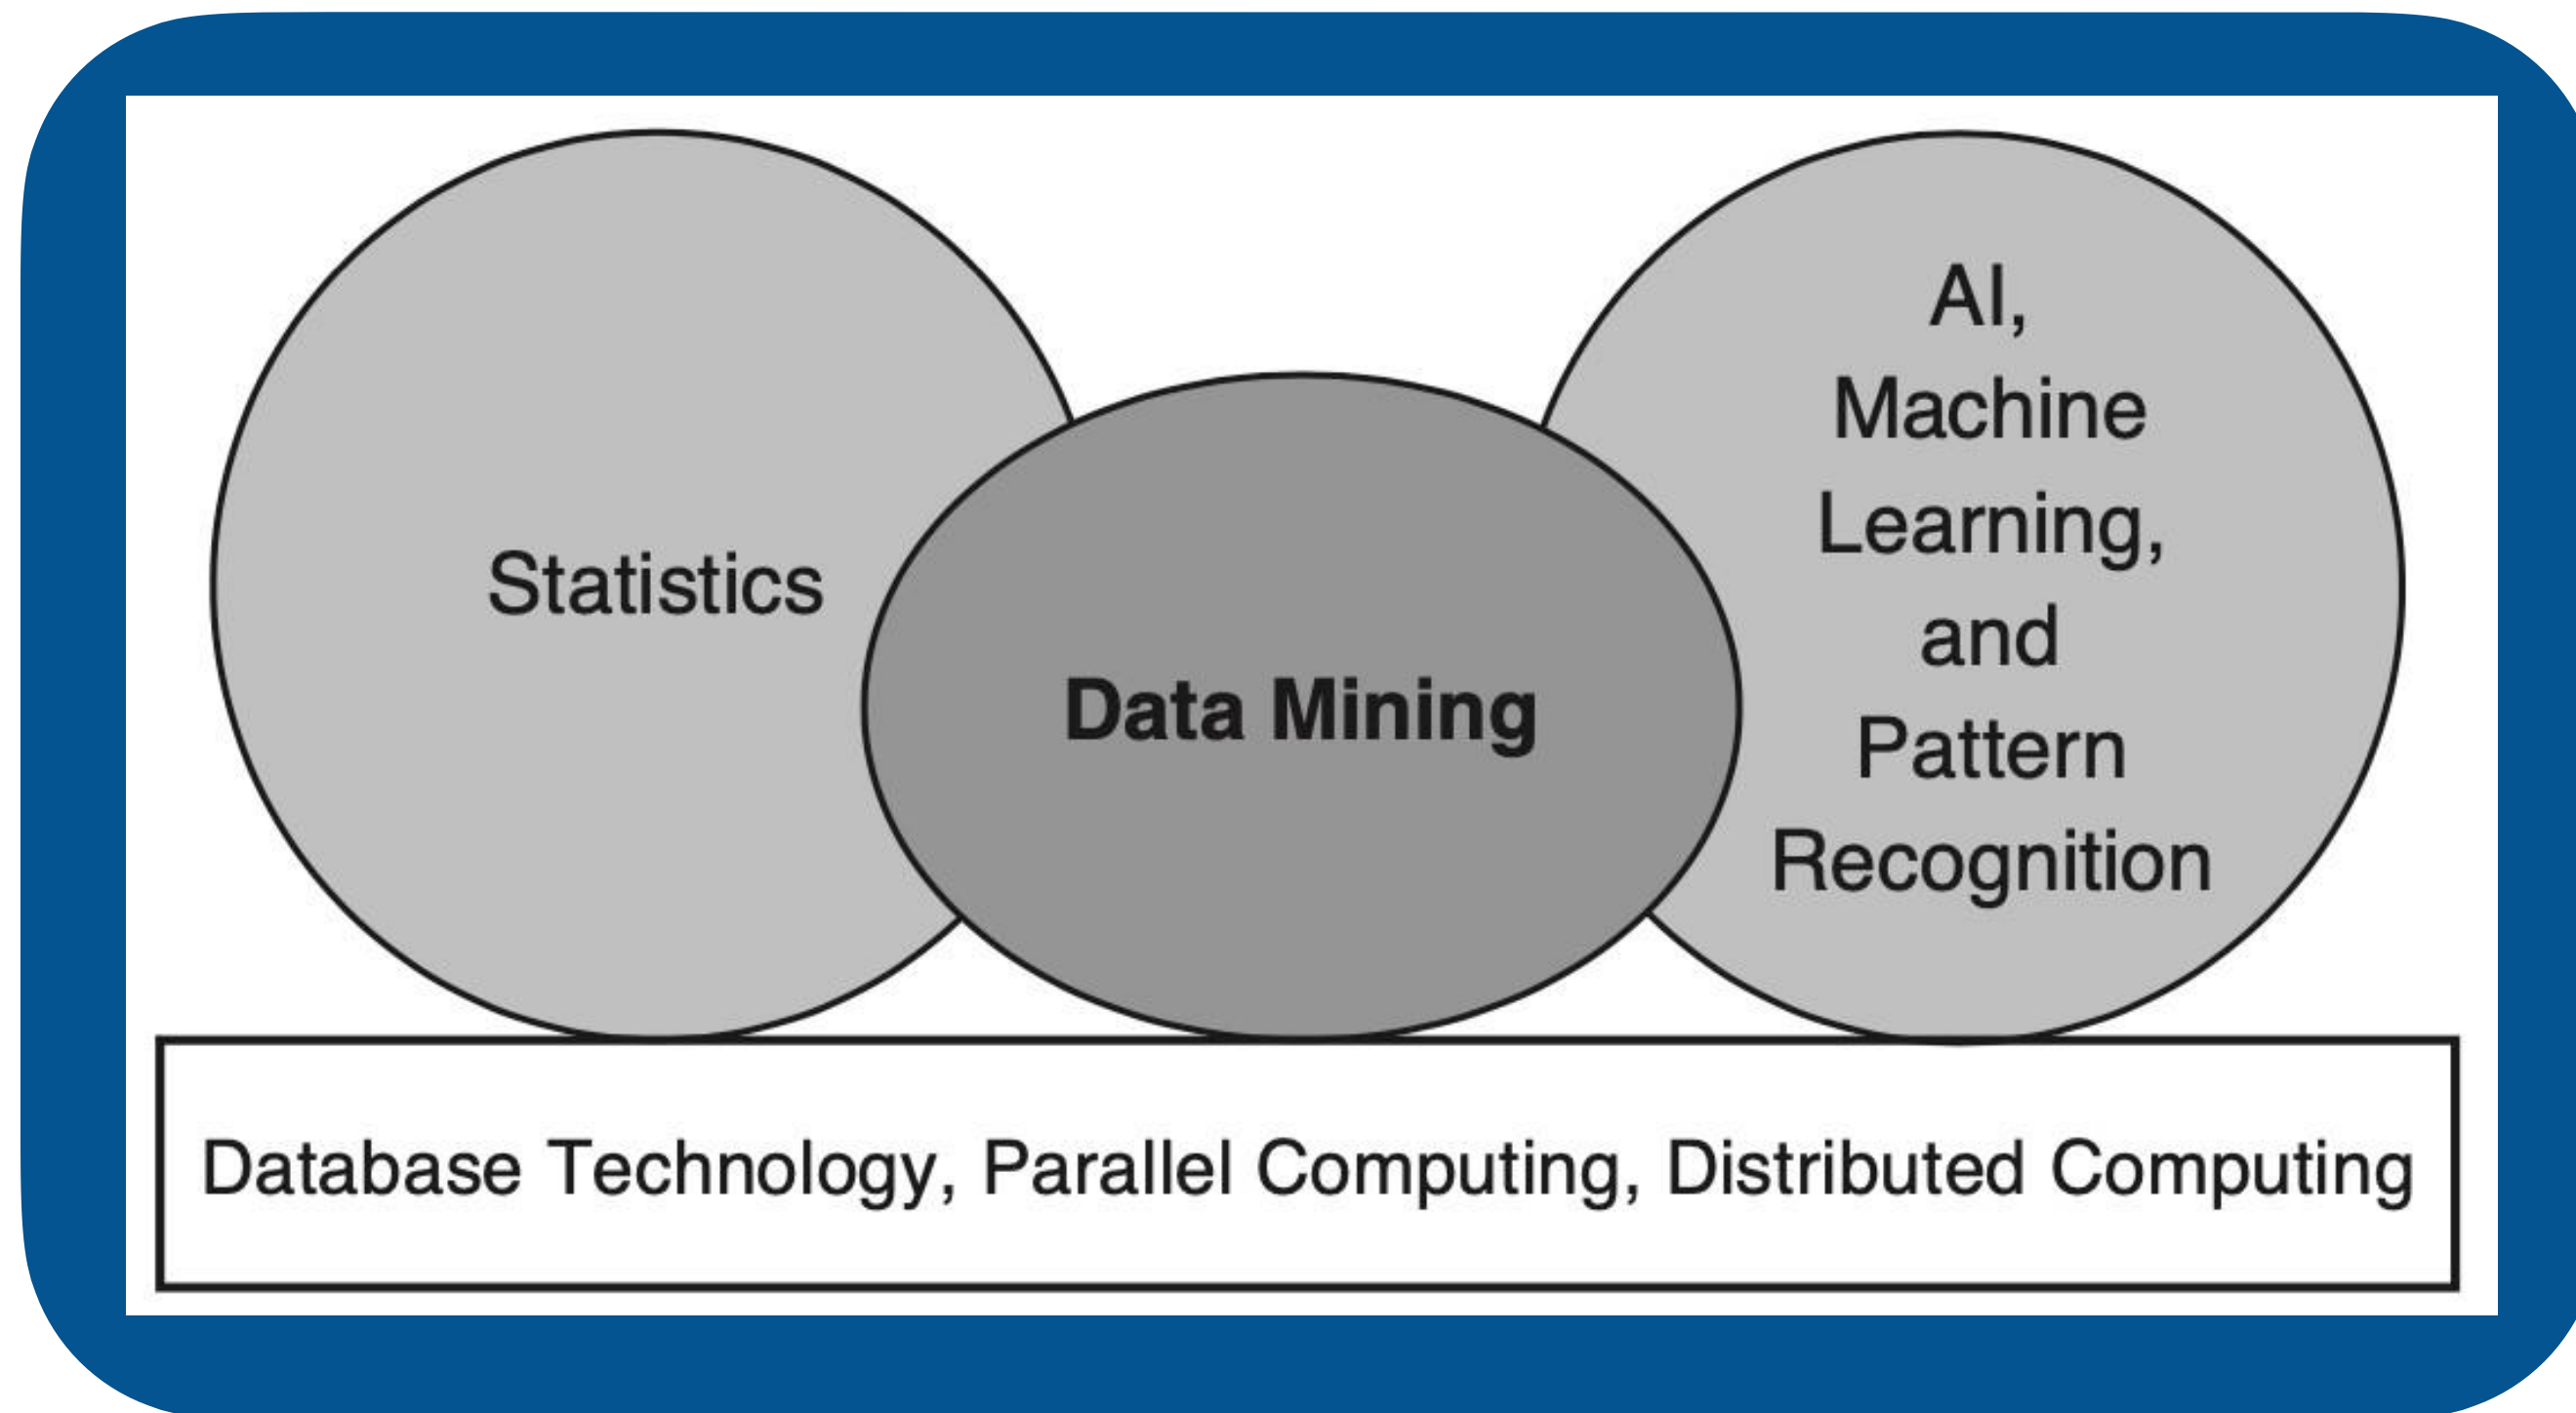 Statistics
Data Mining
AI,
Machine
Learning,
and
Pattern
Recognition
Database Technology, Parallel Computing, Distributed Computing